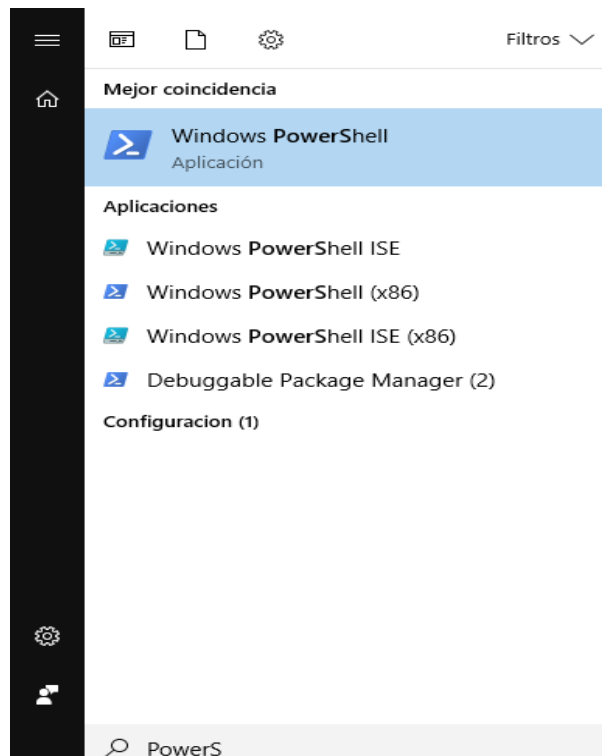 Filtros
Mejor coincidencia
Windows PowerShell
Aplicación
Aplicaciones
Windows PowerShell ISE
Windows PowerShell (x86)
Windows PowerShell ISE (x86)
Debuggable Package Manager (2)
Configuracion (1)
PowerS